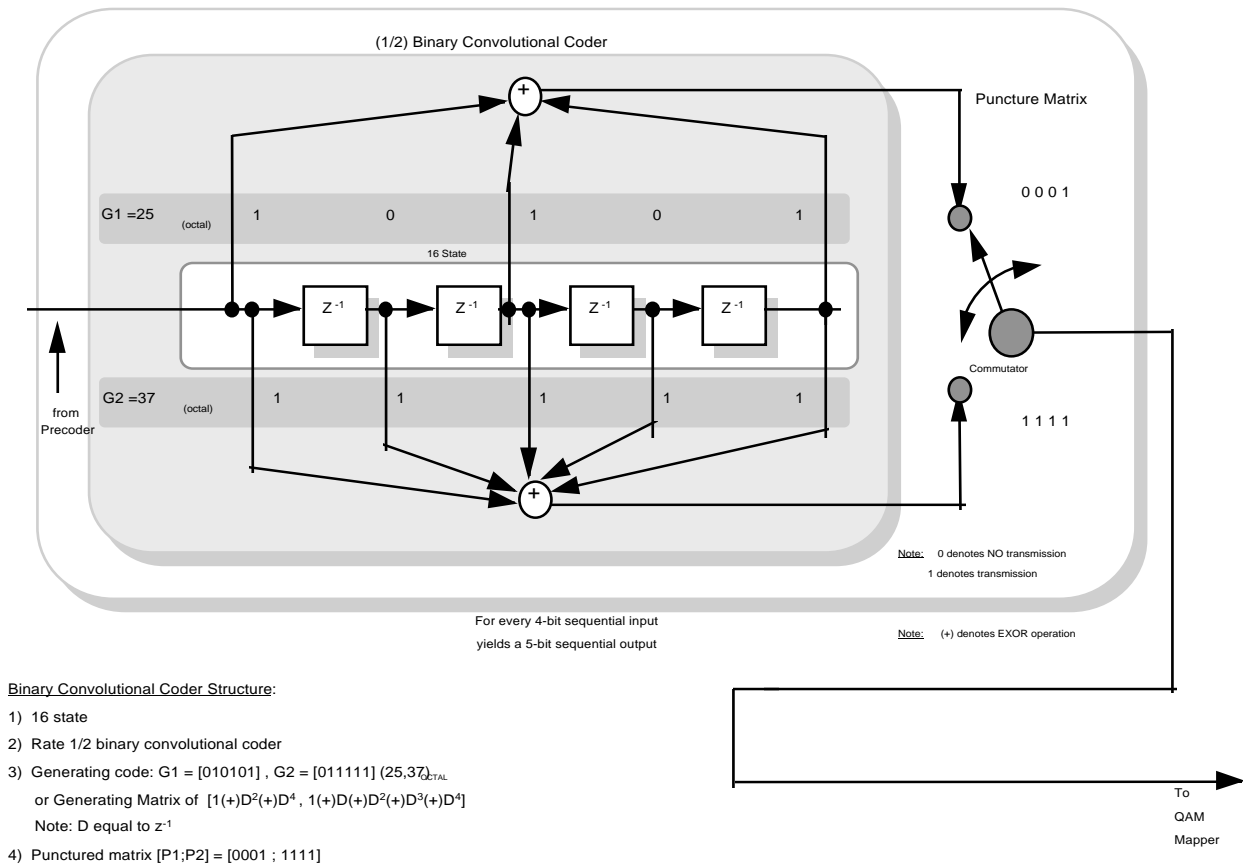 (1/2) Binary Convolutional Coder
Puncture Matrix
0 0 0 1
G1 =25 (octal) 1 0 1 0 1
16 State
Z -1 Z -1 Z -1 Z -1
Commutator
G2 =37 (octal) 1 1 1 1 1
from
Precoder
1 1 1 1
+
+
Note: 0 denotes NO transmission
1 denotes transmission
For every 4-bit sequential input
yields a 5-bit sequential output
Note: (+) denotes EXOR operation
Binary Convolutional Coder Structure:
1) 16 state
2) Rate 1/2 binary convolutional coder
3) Generating code: G1 = [010101] , G2 = [011111] (25,37)OCTAL
or Generating Matrix of [1(+)D²(+)D⁴ , 1(+)D(+)D²(+)D³(+)D⁴]
Note: D equal to z⁻¹
4) Punctured matrix [P1;P2] = [0001 ; 1111]
To
QAM
Mapper